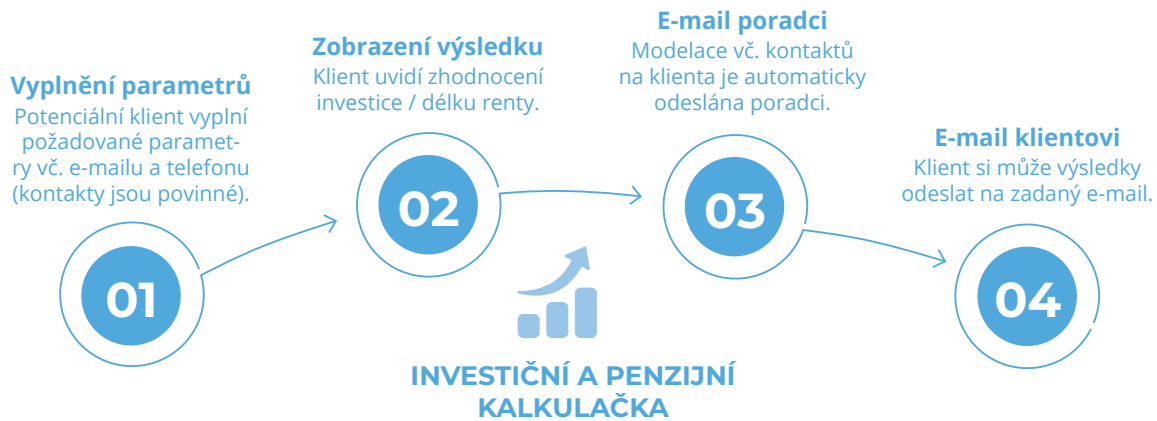 Vyplnění parametrů
Potenciální klient vyplní
požadované paramet-
ry vč. e-mailu a telefonu
(kontakty jsou povinné).
01
Zobrazení výsledku
Klient uvidí zhodnocení
investice / délku renty.
02
E-mail poradci
Modelace vč. kontaktů
na klienta je automaticky
odeslána poradci.
03
E-mail klientovi
Klient si může výsledky
odeslat na zadaný e-mail.
04
INVESTIČNÍ A PENZIJNÍ
KALKULAČKA